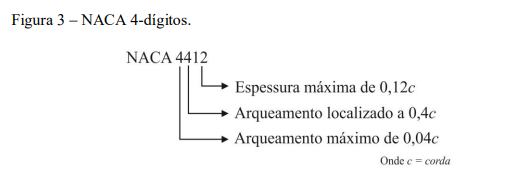 Figura 3 – NACA 4-dígitos.
NACA 4412
Espessura máxima de 0,12c
Arqueamento localizado a 0,4c
Arqueamento máximo de 0,04c
Onde c = corda